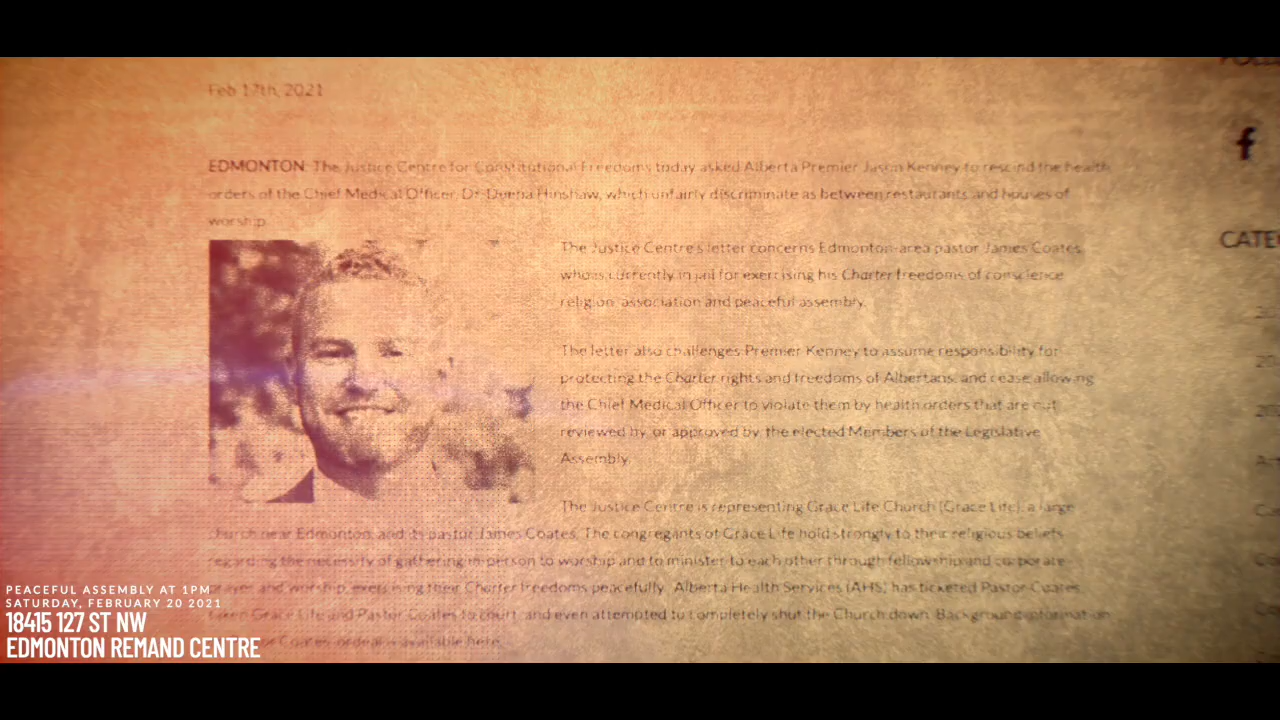 Feb 17th, 2021
EDMONTON: The Justice Centre for Constitutional Freedoms today asked Alberta Premier Jason Kenney to rescind the health
orders of the Chief Medical Officer, Dr. Deena Hinshaw, which unfairly discriminate as between restaurants and houses of
worship.
The Justice Centre's letter concerns Edmonton-area pastor James Coates,
who is currently in jail for exercising his Charter freedoms of conscience
religion, association and peaceful assembly.
The letter also challenges Premier Kenney to assume responsibility for
protecting the Charter rights and freedoms of Albertans, and cease allowing
the Chief Medical Officer to violate them by health orders that are not
reviewed by, or approved by, the elected Members of the Legislative
Assembly.
The Justice Centre is representing Grace Life Church (Grace Life), a large
church near Edmonton, and its pastor James Coates. The congregants of Grace Life hold strongly to their religious beliefs
regarding the necessity of gathering in-person to worship and to minister to each other through fellowship and corporate
prayer and worship, exercising their Charter freedoms peacefully. Alberta Health Services (AHS) has ticketed Pastor Coates,
taken Grace Life and Pastor Coates to court, and even attempted to completely shut the Church down. Background information
Coates' ordeal is available here.
f
CATE
PEACEFUL ASSEMBLY AT 1PM
SATURDAY, FEBRUARY 20 2021
18415 127 ST NW
EDMONTON REMAND CENTRE